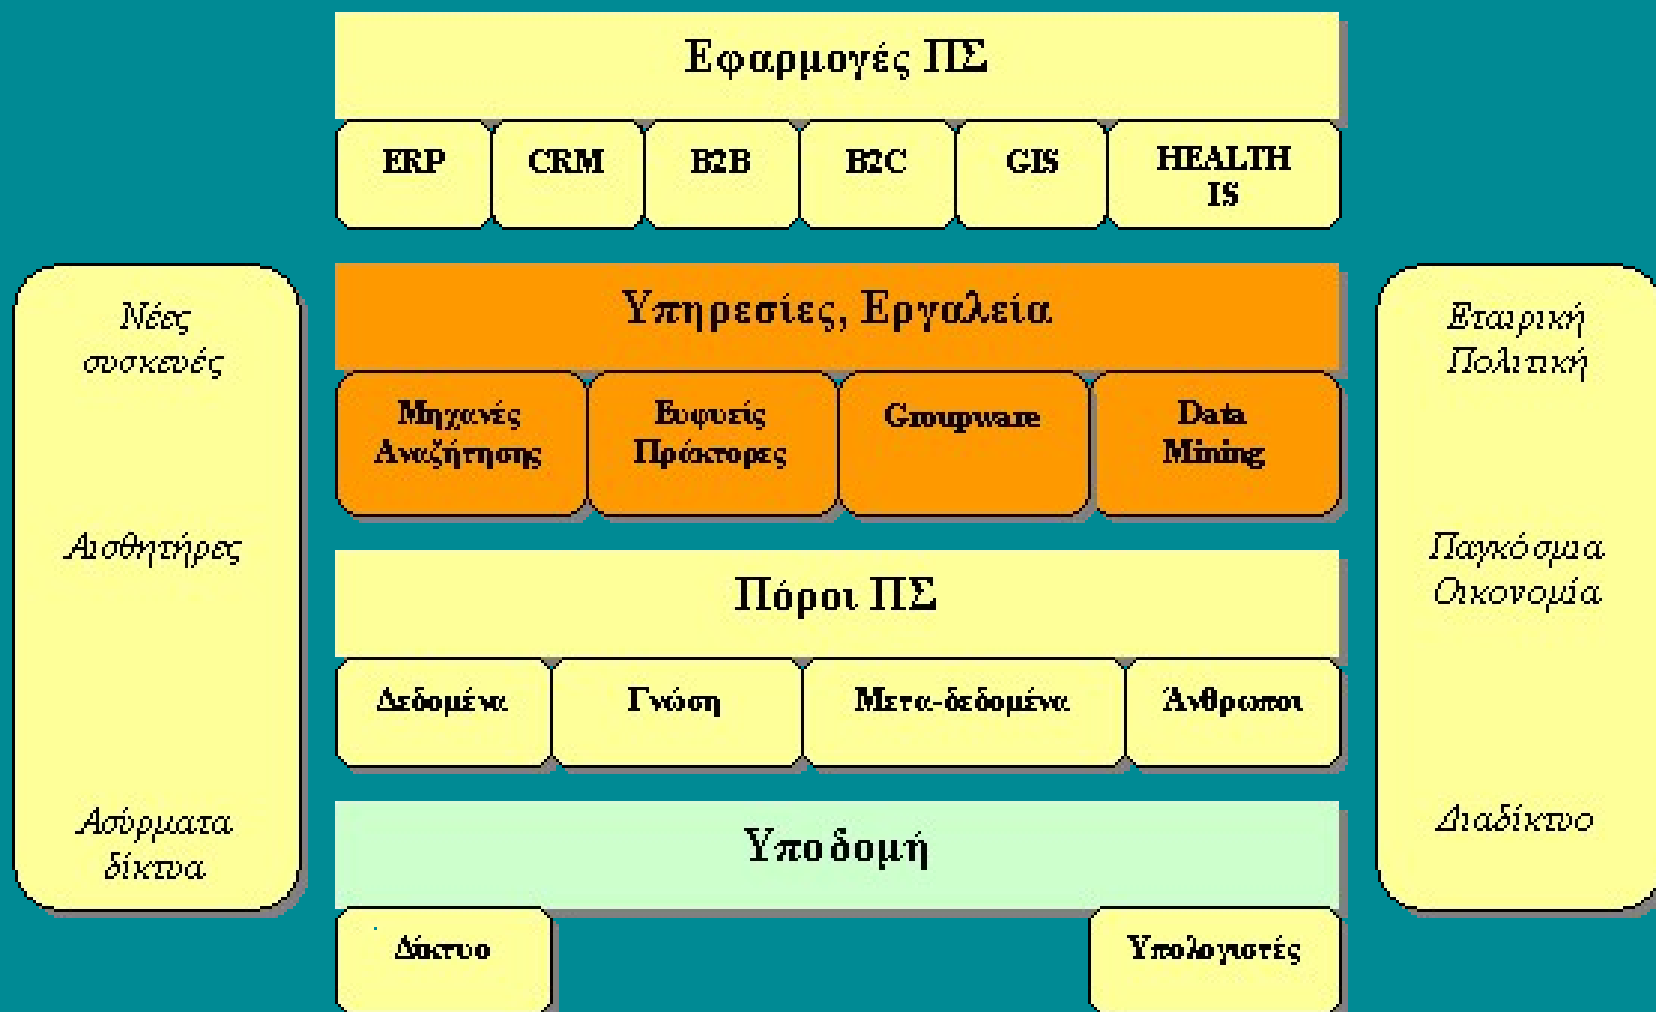 Εφαρμογές ΠΣ
ERP
CRM
B2B
B2C
GIS
HEALTH
IS
Νέες
συσκευές
Αισθητήρες
Ασύρματα
δίκτυα
Υπηρεσίες, Εργαλεία
Μηχανές
Αναζήτησης
Ευφυείς
Πράκτορες
Groupware
Data
Mining
Πόροι ΠΣ
Δεδομένα
Γνώση
Μετα-δεδομένα
Άνθρωποι
Υποδομή
Δίκτυο
Υπολογιστές
Εταιρική
Πολιτική
Παγκόσμια
Οικονομία
Διαδίκτυο